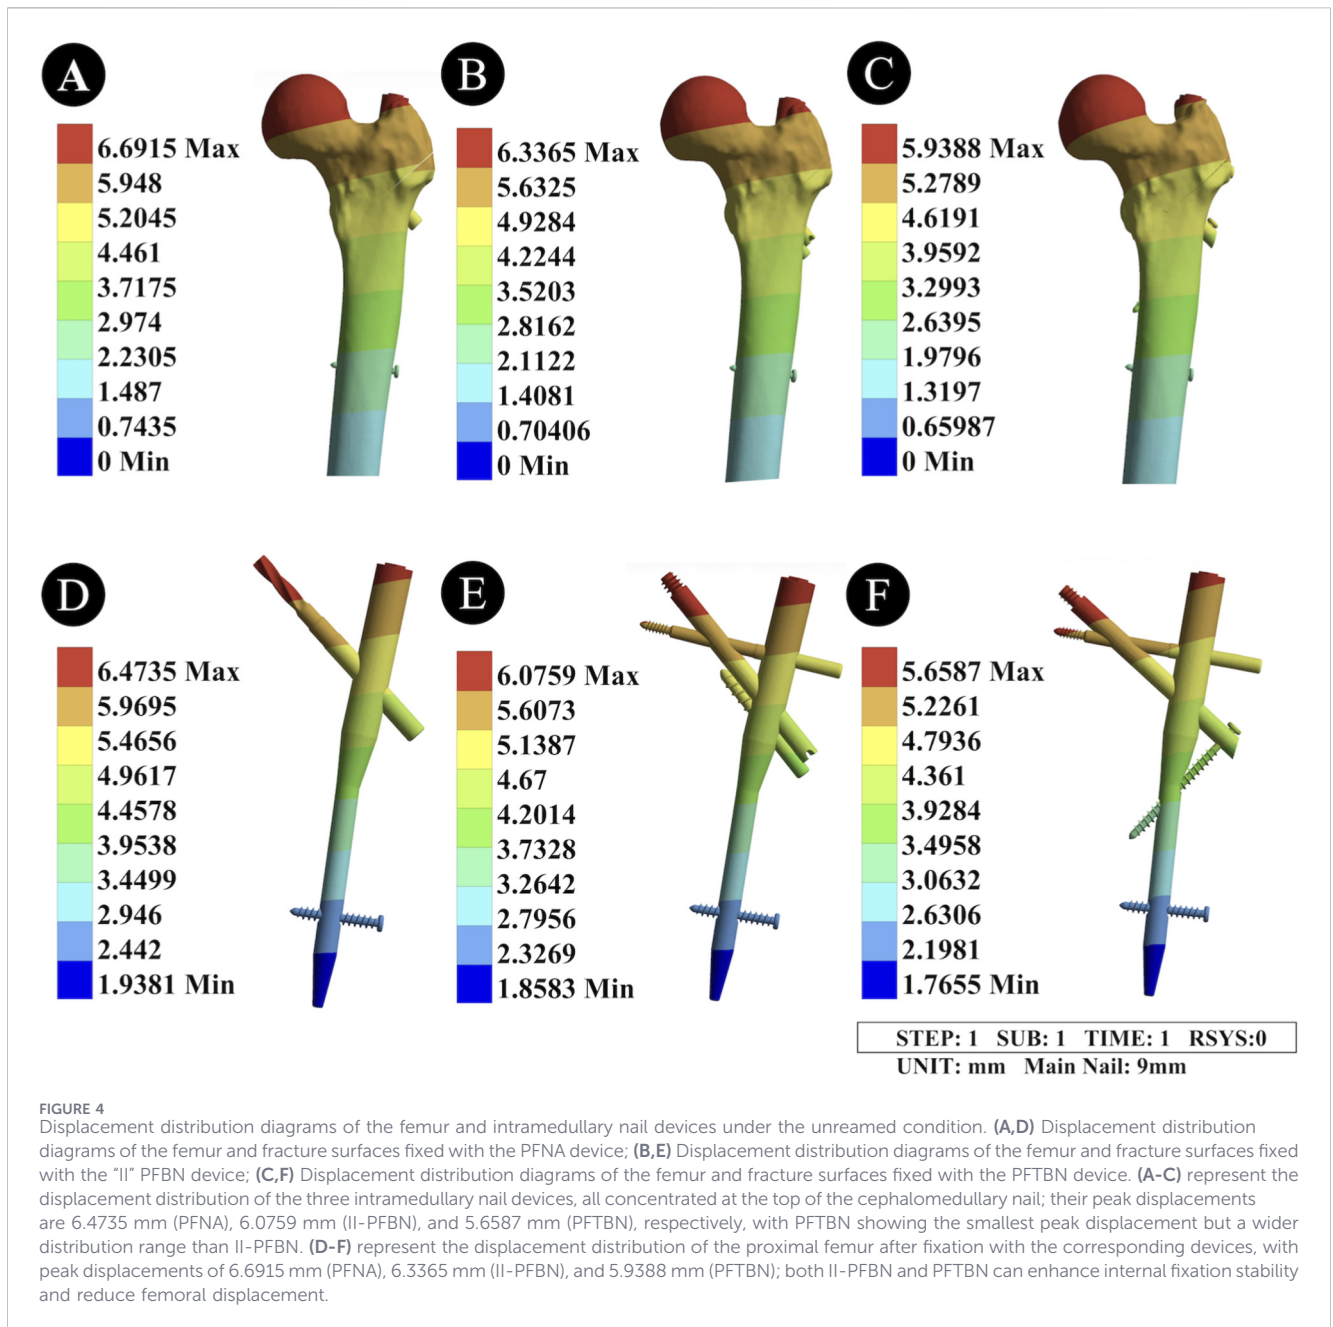 A
6.6915 Max
5.948
5.2045
4.461
3.7175
2.974
2.2305
1.487
0.7435
0 Min
B
6.3365 Max
5.6325
4.9284
4.2244
3.5203
2.8162
2.1122
1.4081
0.70406
0 Min
C
5.9388 Max
5.2789
4.6191
3.9592
3.2993
2.6395
1.9796
1.3197
0.65987
0 Min
D
6.4735 Max
5.9695
5.4656
4.9617
4.4578
3.9538
3.4499
2.946
2.442
1.9381 Min
E
6.0759 Max
5.6073
5.1387
4.67
4.2014
3.7328
3.2642
2.7956
2.3269
1.8583 Min
F
5.6587 Max
5.2261
4.7936
4.361
3.9284
3.4958
3.0632
2.6306
2.1981
1.7655 Min
STEP: 1 SUB: 1 TIME: 1 RSYS:0
UNIT: mm Main Nail: 9mm
FIGURE 4
Displacement distribution diagrams of the femur and intramedullary nail devices under the unreamed condition. (A,D) Displacement distribution
diagrams of the femur and fracture surfaces fixed with the PFNA device; (B,E) Displacement distribution diagrams of the femur and fracture surfaces fixed
with the “II” PFBN device; (C,F) Displacement distribution diagrams of the femur and fracture surfaces fixed with the PFTBN device. (A-C) represent the
displacement distribution of the three intramedullary nail devices, all concentrated at the top of the cephalomedullary nail; their peak displacements
are 6.4735 mm (PFNA), 6.0759 mm (II-PFBN), and 5.6587 mm (PFTBN), respectively, with PFTBN showing the smallest peak displacement but a wider
distribution range than II-PFBN. (D-F) represent the displacement distribution of the proximal femur after fixation with the corresponding devices, with
peak displacements of 6.6915 mm (PFNA), 6.3365 mm (II-PFBN), and 5.9388 mm (PFTBN); both II-PFBN and PFTBN can enhance internal fixation stability
and reduce femoral displacement.